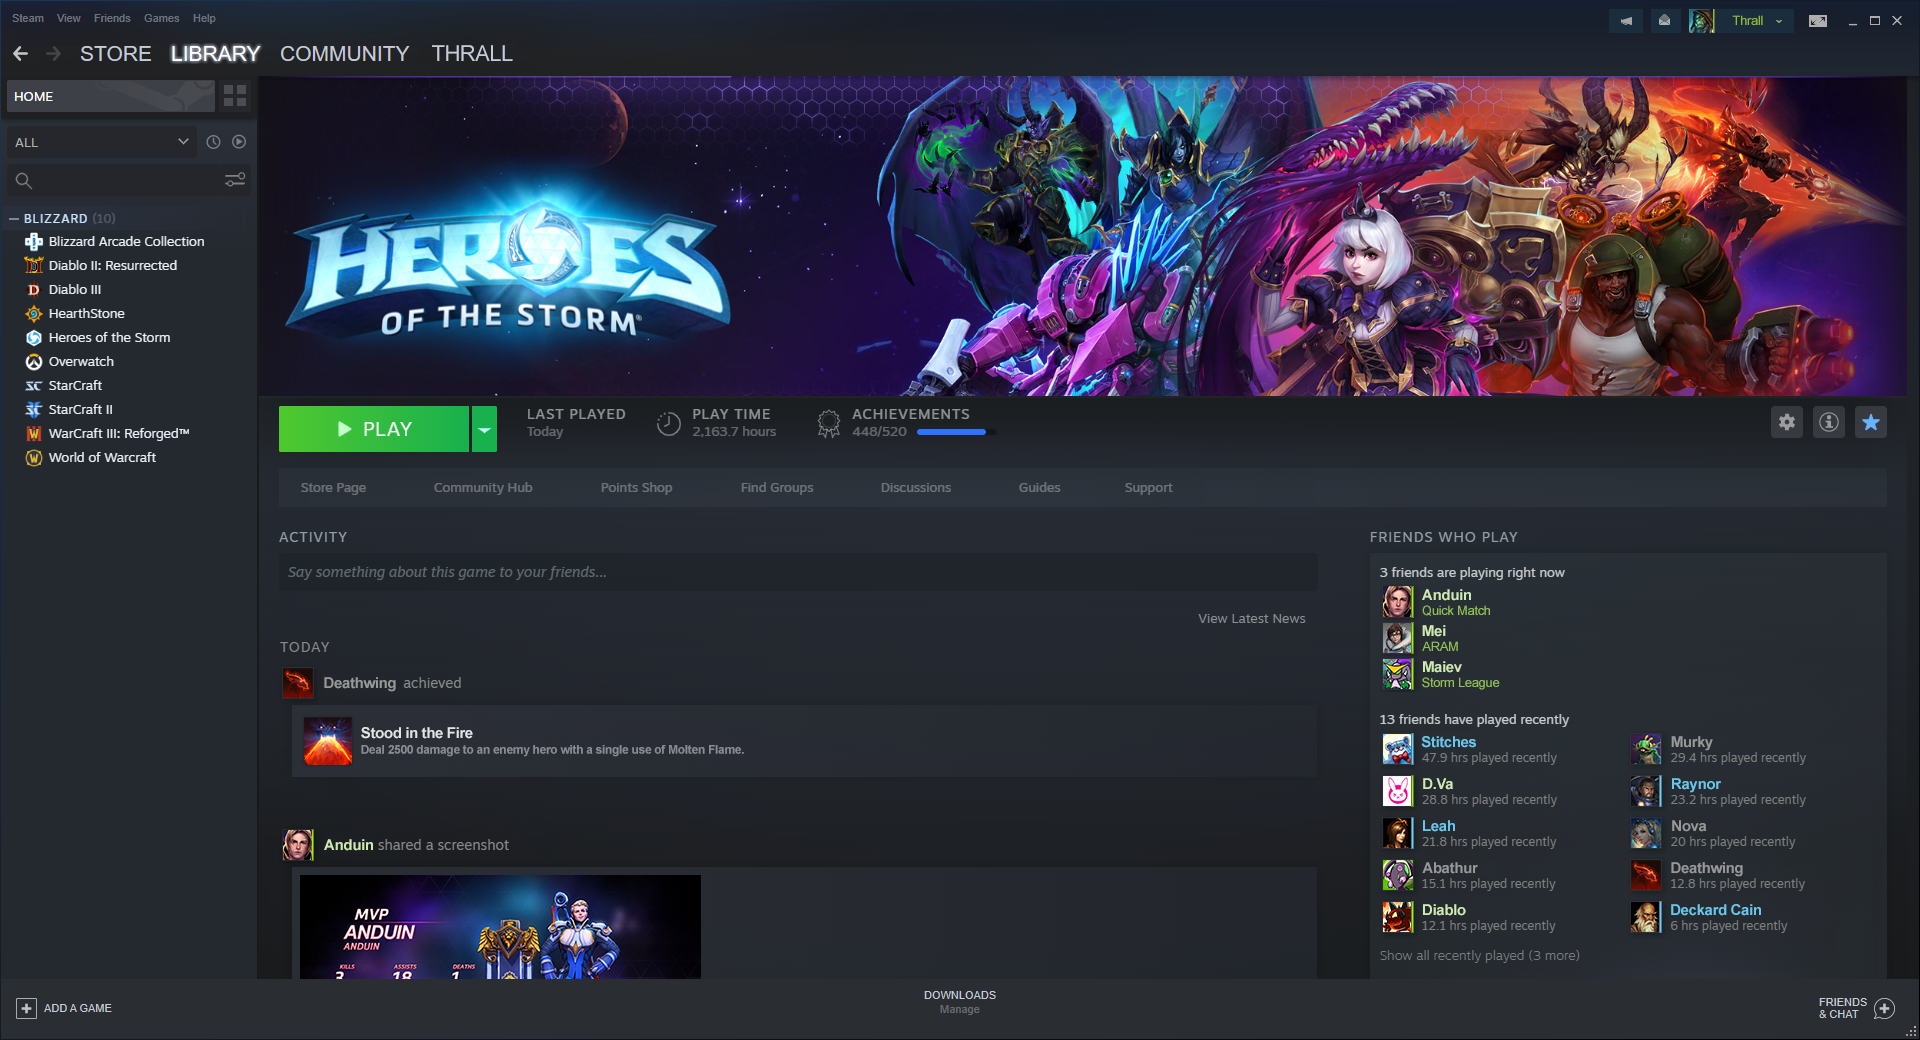 Steam View Friends Games Help
Thrall
STORE LIBRARY COMMUNITY THRALL
HOME
ALL
BLIZZARD (10)
Blizzard Arcade Collection
Diablo II: Resurrected
Diablo III
HearthStone
Heroes of the Storm
Overwatch
StarCraft
StarCraft II
WarCraft III: Reforged™
World of Warcraft
HEROES
OF THE STORM®
PLAY
LAST PLAYED
Today
PLAY TIME
2,163.7 hours
ACHIEVEMENTS
448/520
Store Page Community Hub Points Shop Find Groups Discussions Guides Support
ACTIVITY
Say something about this game to your friends...
View Latest News
TODAY
Deathwing achieved
Stood in the Fire
Deal 2500 damage to an enemy hero with a single use of Molten Flame.
Anduin shared a screenshot
MVP
ANDUIN
ANDUIN
KILLS ASSISTS DEATHS
3 18 1
FRIENDS WHO PLAY
3 friends are playing right now
Anduin
Quick Match
Mei
ARAM
Maiev
Storm League
13 friends have played recently
Stitches
47.9 hrs played recently
Murky
29.4 hrs played recently
D.Va
28.8 hrs played recently
Raynor
23.2 hrs played recently
Leah
21.8 hrs played recently
Nova
20 hrs played recently
Abathur
15.1 hrs played recently
Deathwing
12.8 hrs played recently
Diablo
12.1 hrs played recently
Deckard Cain
6 hrs played recently
Show all recently played (3 more)
ADD A GAME
DOWNLOADS
Manage
FRIENDS
& CHAT